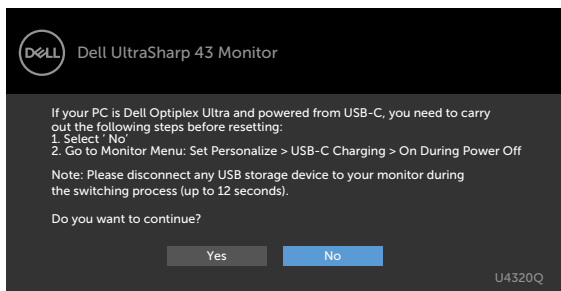 DELL
Dell UltraSharp 43 Monitor
If your PC is Dell Optiplex Ultra and powered from USB-C, you need to carry
out the following steps before resetting:
1. Select ‘ No’
2. Go to Monitor Menu: Set Personalize > USB-C Charging > On During Power Off
Note: Please disconnect any USB storage device to your monitor during
the switching process (up to 12 seconds).
Do you want to continue?
Yes No
U4320Q